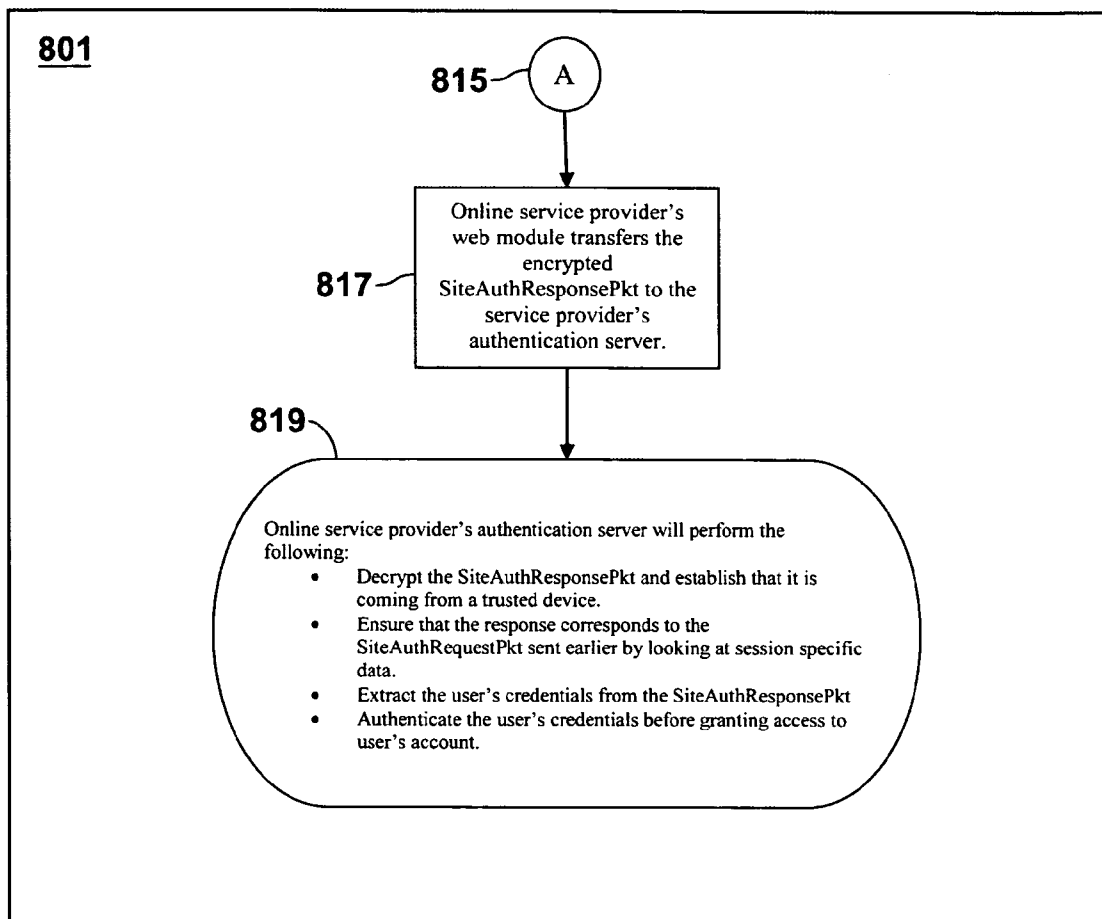 801
815
A
Online service provider's
web module transfers the
encrypted
SiteAuthResponsePkt to the
service provider's
authentication server.
817
819
Online service provider's authentication server will perform the
following:
• Decrypt the SiteAuthResponsePkt and establish that it is
coming from a trusted device.
• Ensure that the response corresponds to the
SiteAuthRequestPkt sent earlier by looking at session specific
data.
• Extract the user's credentials from the SiteAuthResponsePkt
• Authenticate the user's credentials before granting access to
user's account.